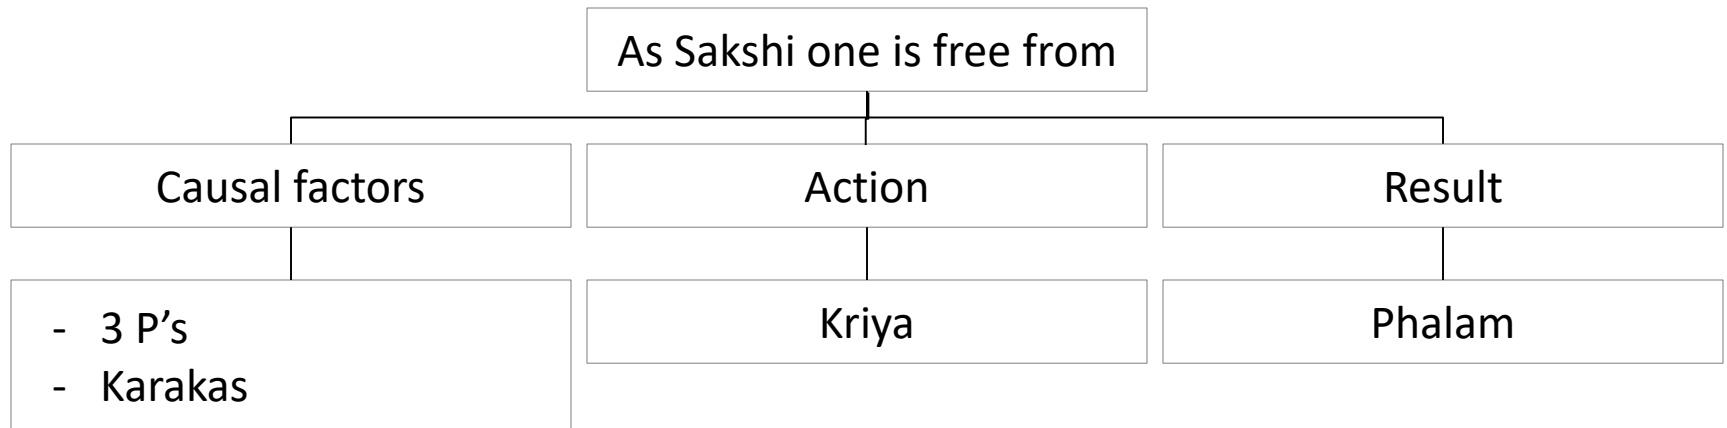 As Sakshi one is free from
Causal factors
Action
Result
- 3 P’s
- Karakas
Kriya
Phalam